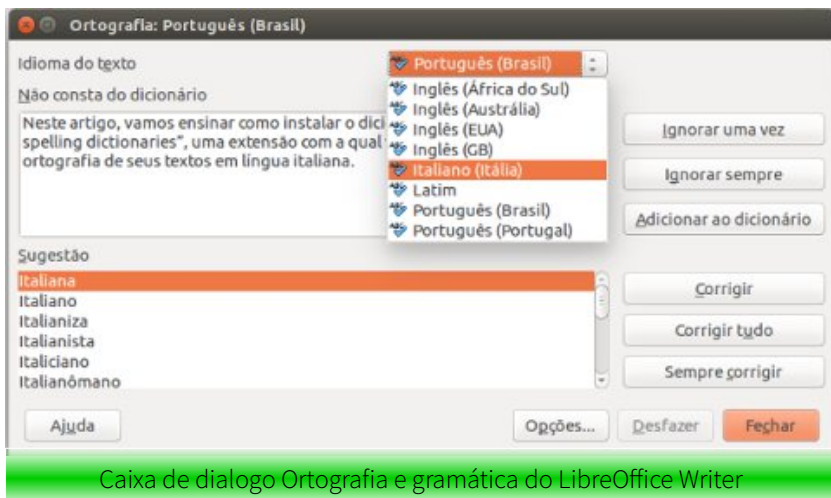 Ortografia: Português (Brasil)
Idioma do texto
Português (Brasil)
Inglês (África do Sul)
Inglês (Austrália)
Inglês (EUA)
Inglês (GB)
Italiano (Itália)
Latim
Português (Brasil)
Português (Portugal)
Não consta do dicionário
Neste artigo, vamos ensinar como instalar o dici
spelling dictionaries", uma extensão com a qual
ortografia de seus textos em língua italiana.
Ignorar uma vez
Ignorar sempre
Adicionar ao dicionário
Sugestão
Italiana
Italiano
Italianiza
Italianista
Italiciano
Italianômano
Corrigir
Corrigir tudo
Sempre corrigir
Ajuda
Opções...
Desfazer
Fechar
Caixa de dialogo Ortografia e gramática do LibreOffice Writer